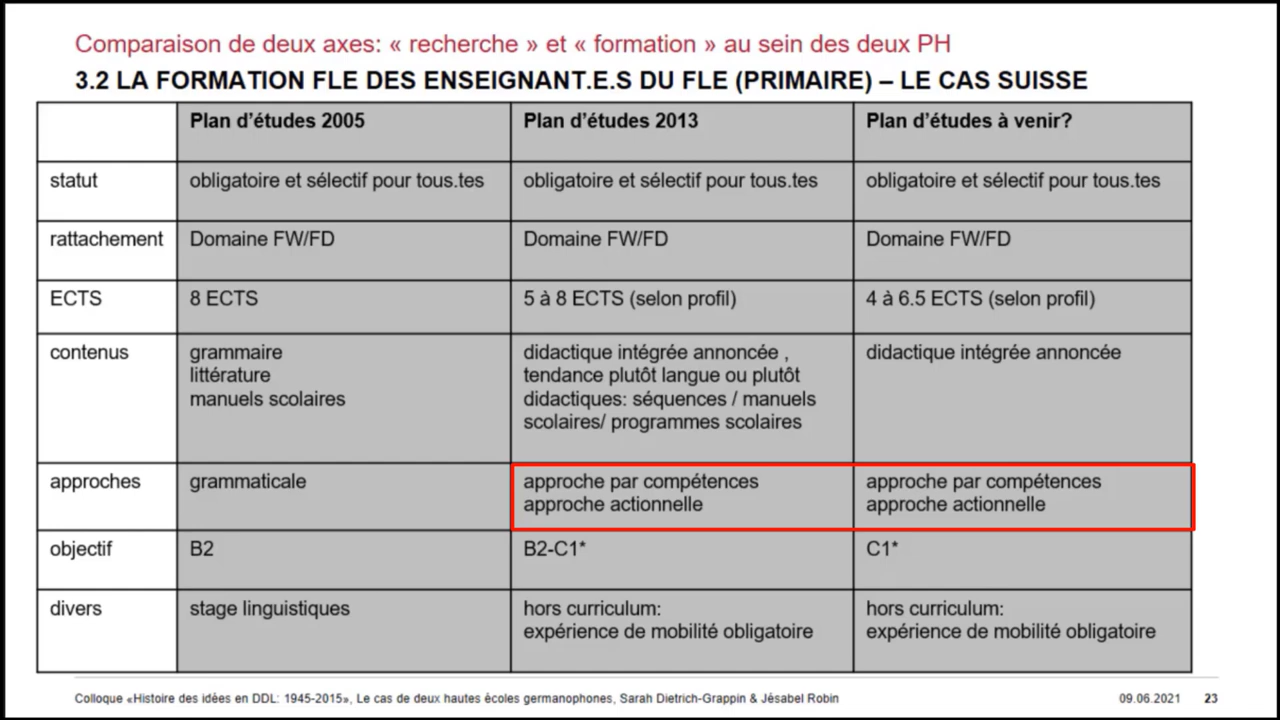 Comparaison de deux axes: « recherche » et « formation » au sein des deux PH
3.2 LA FORMATION FLE DES ENSEIGNANT.E.S DU FLE (PRIMAIRE) – LE CAS SUISSE
Plan d'études 2005
Plan d'études 2013
Plan d'études à venir?
statut
obligatoire et sélectif pour tous.tes
obligatoire et sélectif pour tous.tes
obligatoire et sélectif pour tous.tes
rattachement
Domaine FW/FD
Domaine FW/FD
Domaine FW/FD
ECTS
8 ECTS
5 à 8 ECTS (selon profil)
4 à 6.5 ECTS (selon profil)
contenus
grammaire
littérature
manuels scolaires
didactique intégrée annoncée ,
tendance plutôt langue ou plutôt
didactiques: séquences / manuels
scolaires/ programmes scolaires
didactique intégrée annoncée
approches
grammaticale
approche par compétences
approche actionnelle
approche par compétences
approche actionnelle
objectif
B2
B2-C1*
C1*
divers
stage linguistiques
hors curriculum:
expérience de mobilité obligatoire
hors curriculum:
expérience de mobilité obligatoire
Colloque «Histoire des idées en DDL: 1945-2015», Le cas de deux hautes écoles germanophones, Sarah Dietrich-Grappin & Jésabel Robin
09.06.2021
23